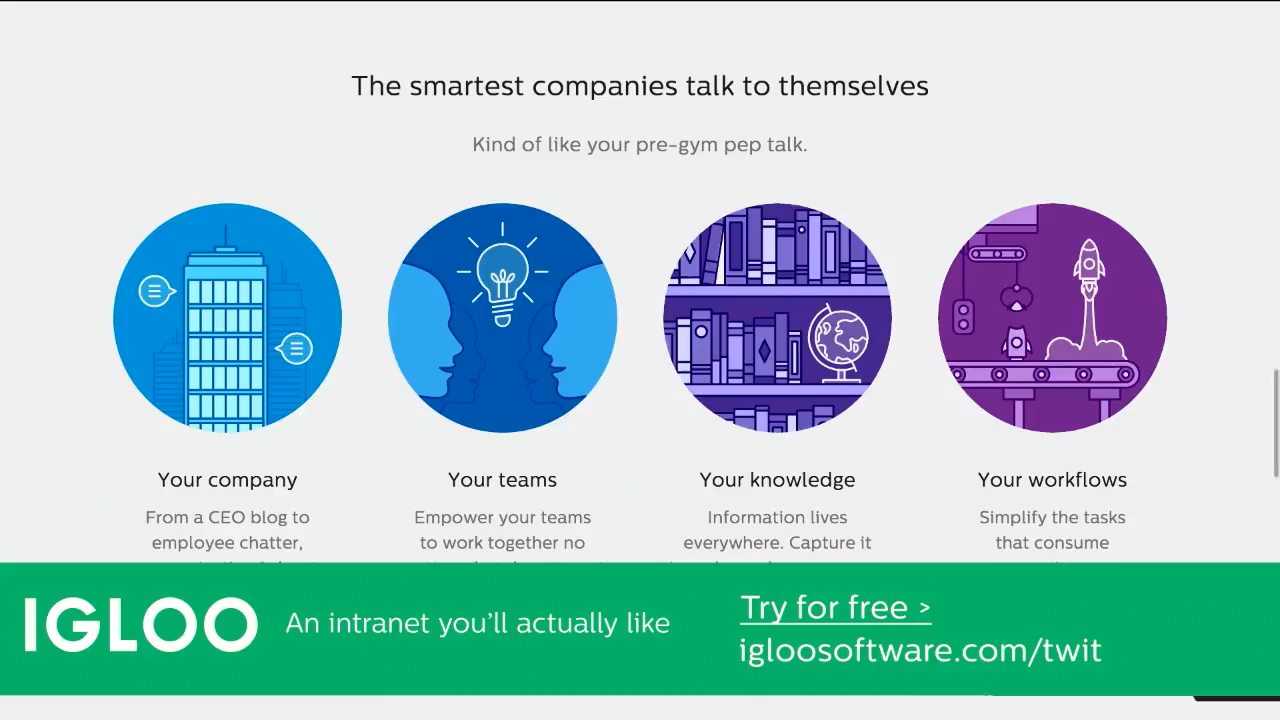 The smartest companies talk to themselves
Kind of like your pre-gym pep talk.
Your company
From a CEO blog to
employee chatter,
Your teams
Empower your teams
to work together no
Your knowledge
Information lives
everywhere. Capture it
Your workflows
Simplify the tasks
that consume
IGLOO
An intranet you'll actually like
Try for free >
igloosoftware.com/twit